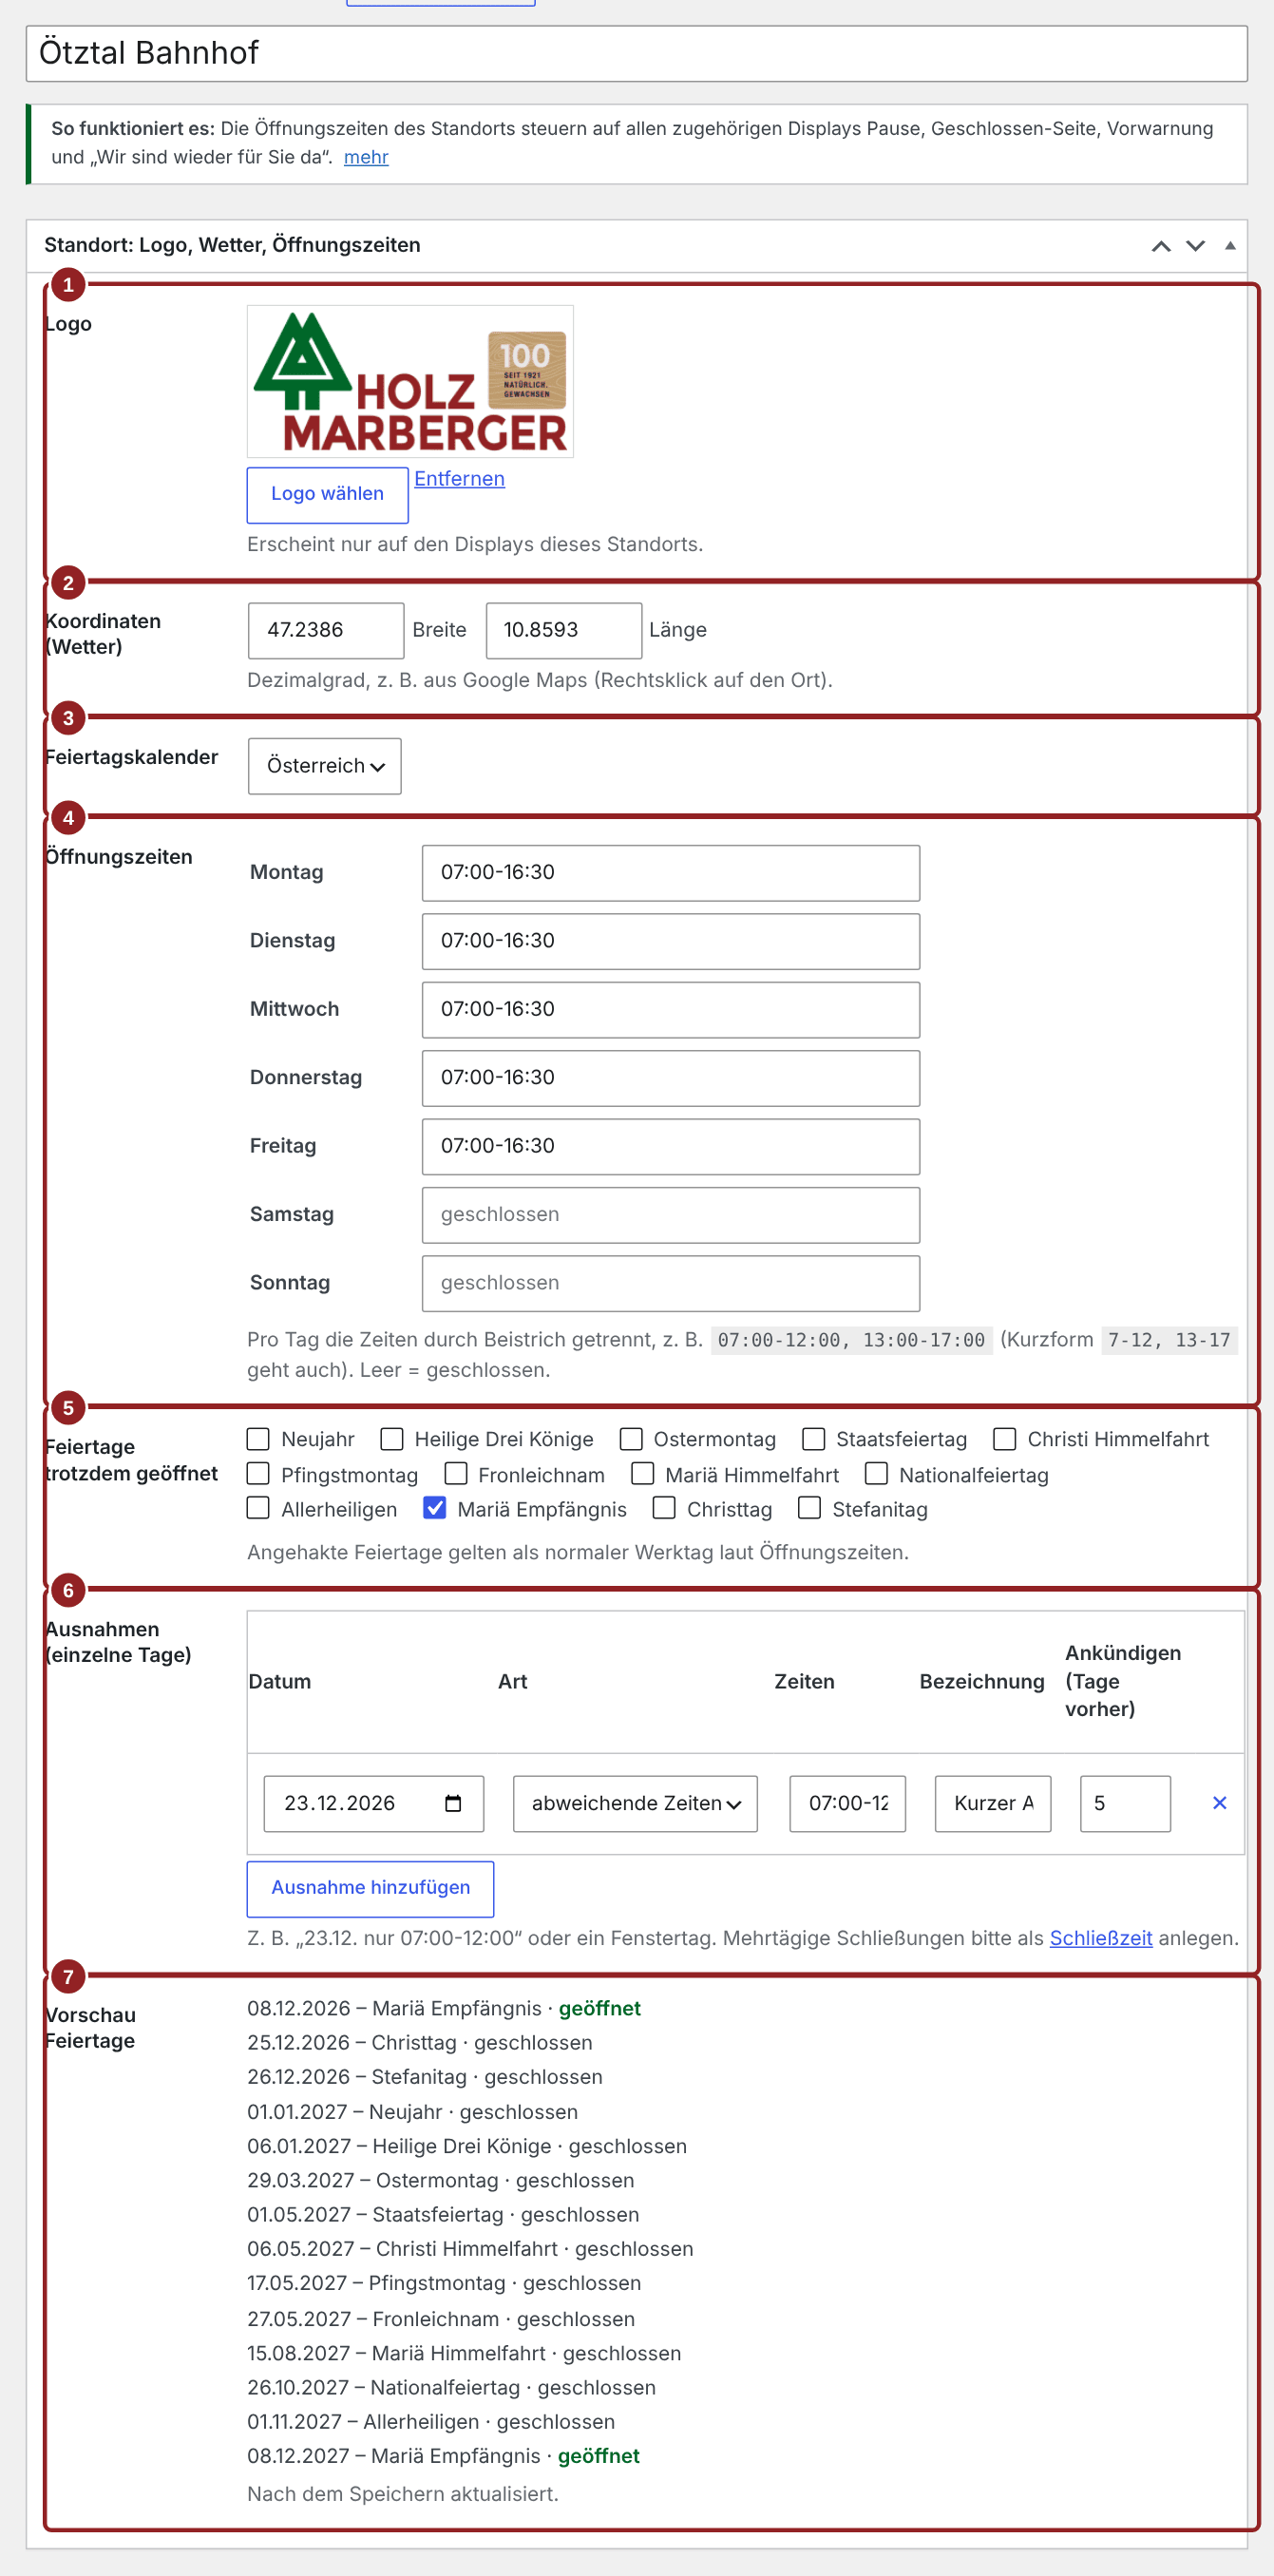 Ötztal Bahnhof
So funktioniert es: Die Öffnungszeiten des Standorts steuern auf allen zugehörigen Displays Pause, Geschlossen-Seite, Vorwarnung
und „Wir sind wieder für Sie da“. mehr
Standort: Logo, Wetter, Öffnungszeiten
1
Logo
HOLZ
MARBERGER
100
SEIT 1921
NATÜRLICH.
GEWACHSEN
Logo wählen Entfernen
Erscheint nur auf den Displays dieses Standorts.
2
Koordinaten
(Wetter)
47.2386 Breite 10.8593 Länge
Dezimalgrad, z. B. aus Google Maps (Rechtsklick auf den Ort).
3
Feiertagskalender Österreich
4
Öffnungszeiten
Montag 07:00-16:30
Dienstag 07:00-16:30
Mittwoch 07:00-16:30
Donnerstag 07:00-16:30
Freitag 07:00-16:30
Samstag geschlossen
Sonntag geschlossen
Pro Tag die Zeiten durch Beistrich getrennt, z. B. 07:00-12:00, 13:00-17:00 (Kurzform 7-12, 13-17
geht auch). Leer = geschlossen.
5
Feiertage
trotzdem geöffnet
Neujahr Heilige Drei Könige Ostermontag Staatsfeiertag Christi Himmelfahrt
Pfingstmontag Fronleichnam Mariä Himmelfahrt Nationalfeiertag
Allerheiligen Mariä Empfängnis Christtag Stefanitag
Angehakte Feiertage gelten als normaler Werktag laut Öffnungszeiten.
6
Ausnahmen
(einzelne Tage)
Datum Art Zeiten Bezeichnung Ankündigen
(Tage
vorher)
23.12.2026 abweichende Zeiten 07:00-12 Kurzer A 5 ✕
Ausnahme hinzufügen
Z. B. „23.12. nur 07:00-12:00“ oder ein Fenstertag. Mehrtägige Schließungen bitte als Schließzeit anlegen.
7
Vorschau
Feiertage
08.12.2026 – Mariä Empfängnis · geöffnet
25.12.2026 – Christtag · geschlossen
26.12.2026 – Stefanitag · geschlossen
01.01.2027 – Neujahr · geschlossen
06.01.2027 – Heilige Drei Könige · geschlossen
29.03.2027 – Ostermontag · geschlossen
01.05.2027 – Staatsfeiertag · geschlossen
06.05.2027 – Christi Himmelfahrt · geschlossen
17.05.2027 – Pfingstmontag · geschlossen
27.05.2027 – Fronleichnam · geschlossen
15.08.2027 – Mariä Himmelfahrt · geschlossen
26.10.2027 – Nationalfeiertag · geschlossen
01.11.2027 – Allerheiligen · geschlossen
08.12.2027 – Mariä Empfängnis · geöffnet
Nach dem Speichern aktualisiert.